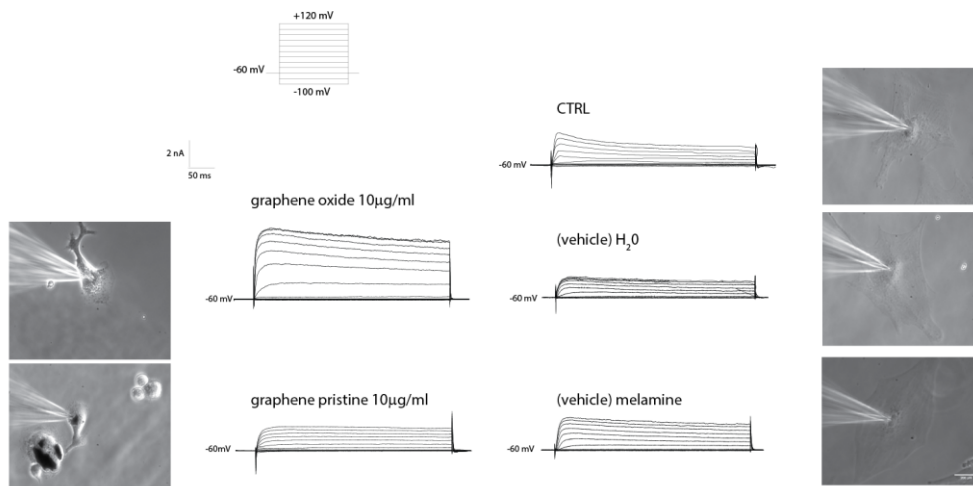 +120 mV
-60 mV
-100 mV
2 nA
50 ms
CTRL
-60 mV
graphene oxide 10µg/ml
-60 mV
(vehicle) H₂0
-60 mV
graphene pristine 10µg/ml
-60mV
(vehicle) melamine
-60 mV